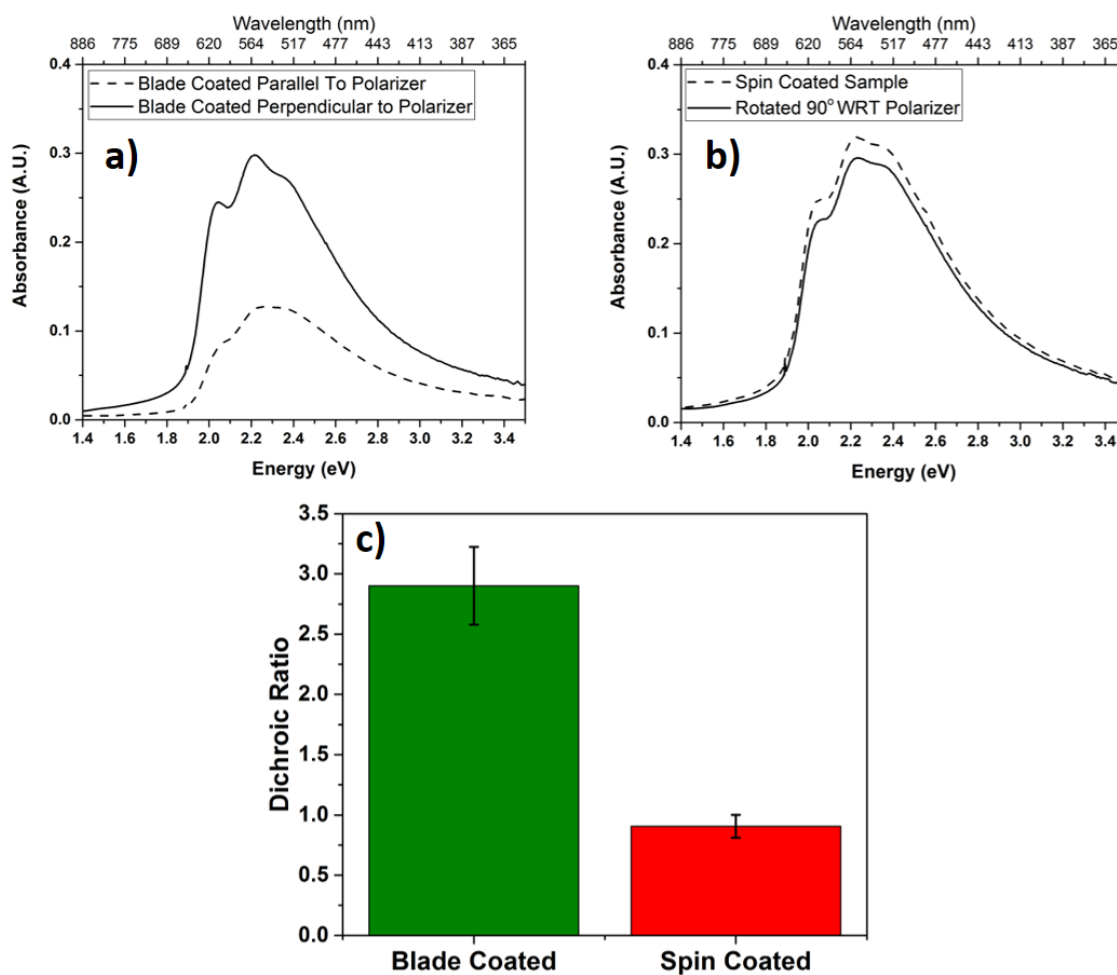 Wavelength (nm)
886 775 689 620 564 517 477 443 413 387 365
0.4
0.3
0.2
0.1
0.0
Absorbance (A.U.)
Blade Coated Parallel To Polarizer
Blade Coated Perpendicular to Polarizer
a)
1.4 1.6 1.8 2.0 2.2 2.4 2.6 2.8 3.0 3.2 3.4
Energy (eV)
Wavelength (nm)
886 775 689 620 564 517 477 443 413 387 365
0.4
0.3
0.2
0.1
0.0
Absorbance (A.U.)
Spin Coated Sample
Rotated 90° WRT Polarizer
b)
1.4 1.6 1.8 2.0 2.2 2.4 2.6 2.8 3.0 3.2 3.4
Energy (eV)
3.5
3.0
2.5
2.0
1.5
1.0
0.5
0.0
Dichroic Ratio
c)
Blade Coated Spin Coated